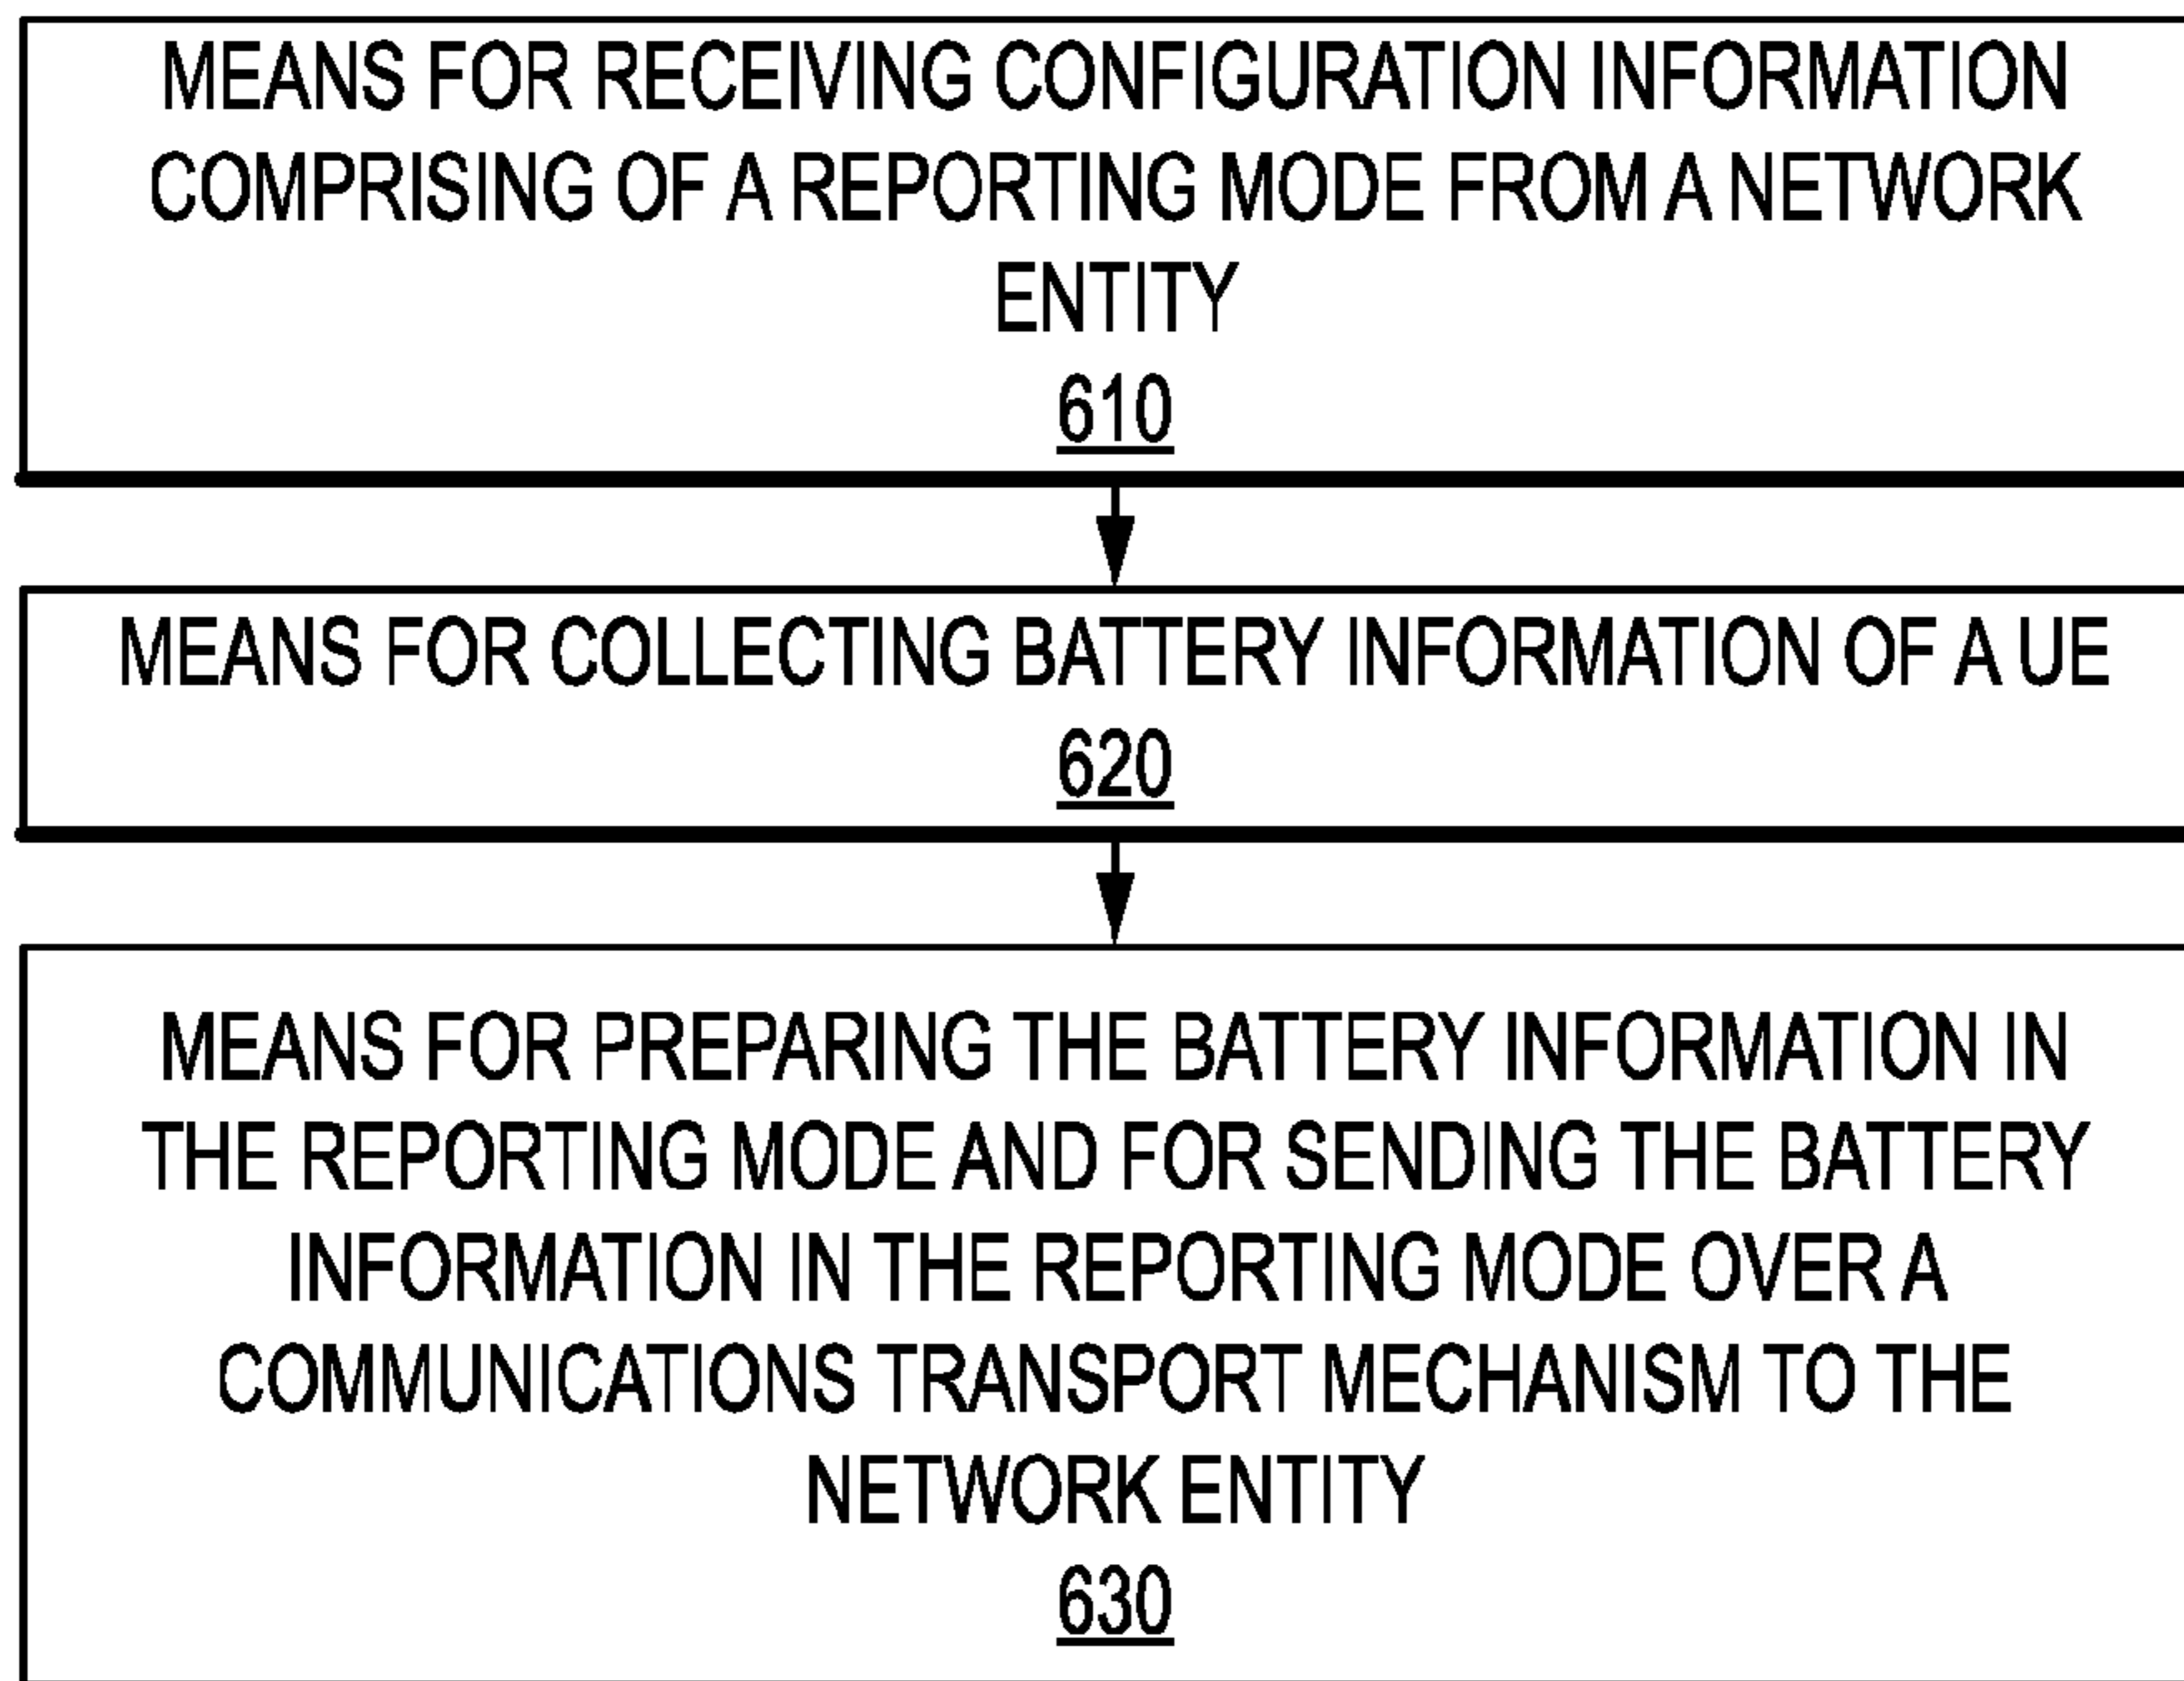 MEANS FOR RECEIVING CONFIGURATION INFORMATION
COMPRISING OF A REPORTING MODE FROM A NETWORK
ENTITY
610
MEANS FOR COLLECTING BATTERY INFORMATION OF A UE
620
MEANS FOR PREPARING THE BATTERY INFORMATION IN
THE REPORTING MODE AND FOR SENDING THE BATTERY
INFORMATION IN THE REPORTING MODE OVER A
COMMUNICATIONS TRANSPORT MECHANISM TO THE
NETWORK ENTITY
630